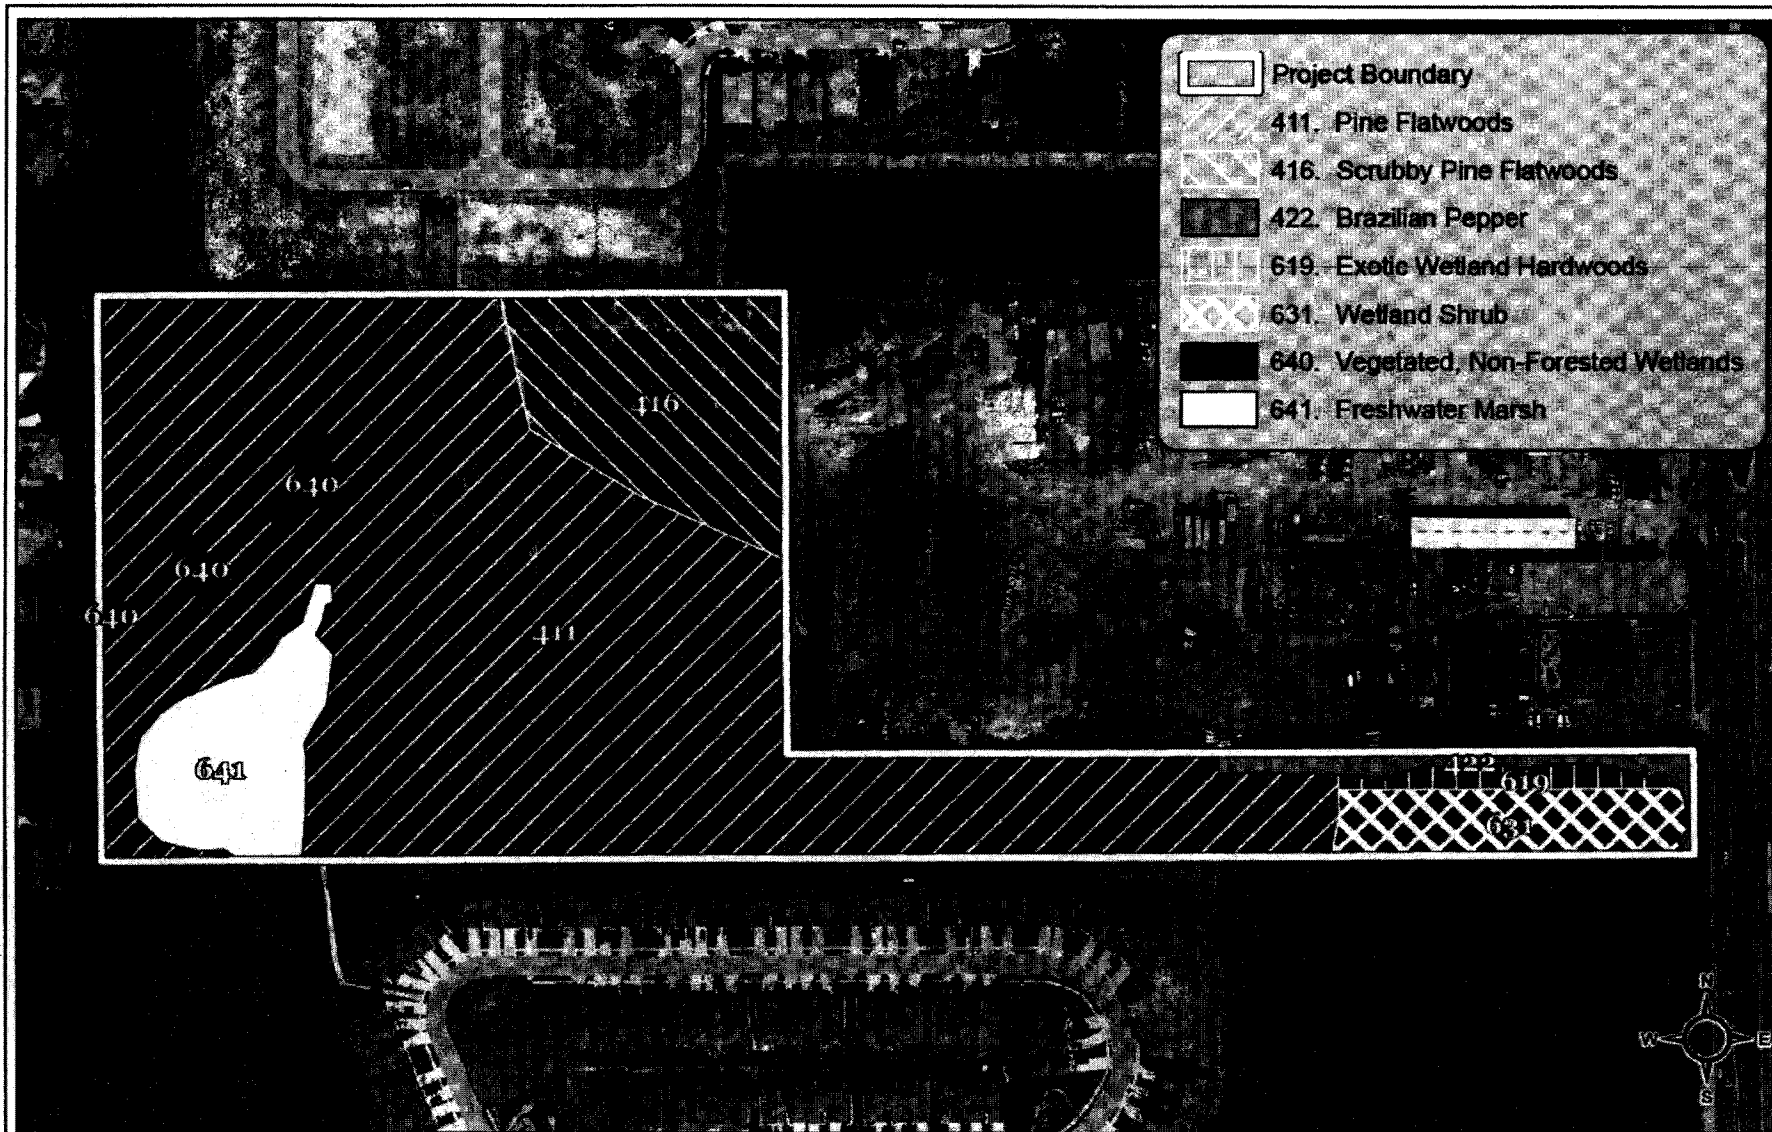 Project Boundary
411. Pine Flatwoods
416. Scrubby Pine Flatwoods
422. Brazilian Pepper
619. Exotic Wetland Hardwoods
631. Wetland Shrub
640. Vegetated, Non-Forested Wetlands
641. Freshwater Marsh
416
640
640
640
411
641
422
619
631
N
W E
S